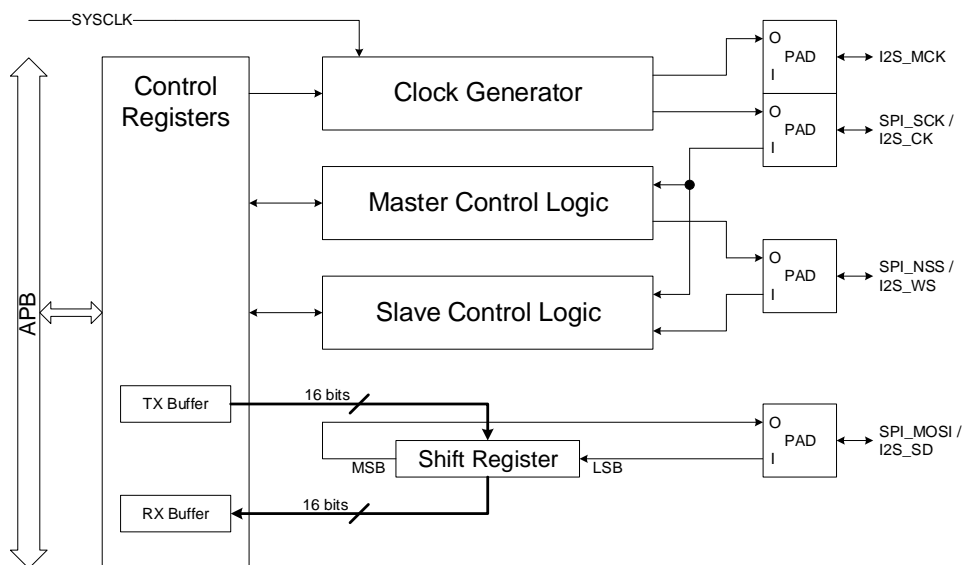 SYSCLK
APB
Control
Registers
Clock Generator
O
I
PAD
I2S_MCK
O
I
PAD
SPI_SCK /
I2S_CK
Master Control Logic
O
I
PAD
SPI_NSS /
I2S_WS
Slave Control Logic
TX Buffer
16 bits
MSB
Shift Register
LSB
O
I
PAD
SPI_MOSI /
I2S_SD
RX Buffer
16 bits